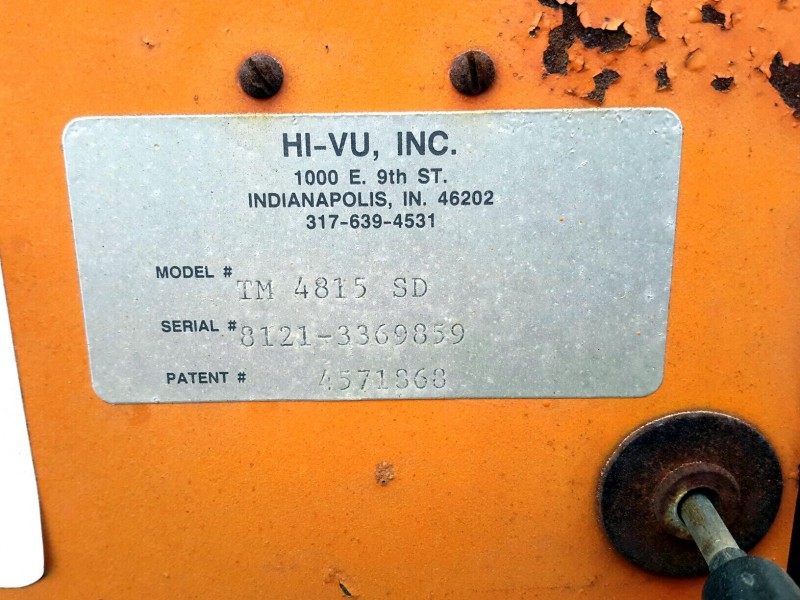 HI-VU, INC.
1000 E. 9th ST.
INDIANAPOLIS, IN. 46202
317-639-4531
MODEL # TM 4815 SD
SERIAL # 8121-3369859
PATENT # 4571868